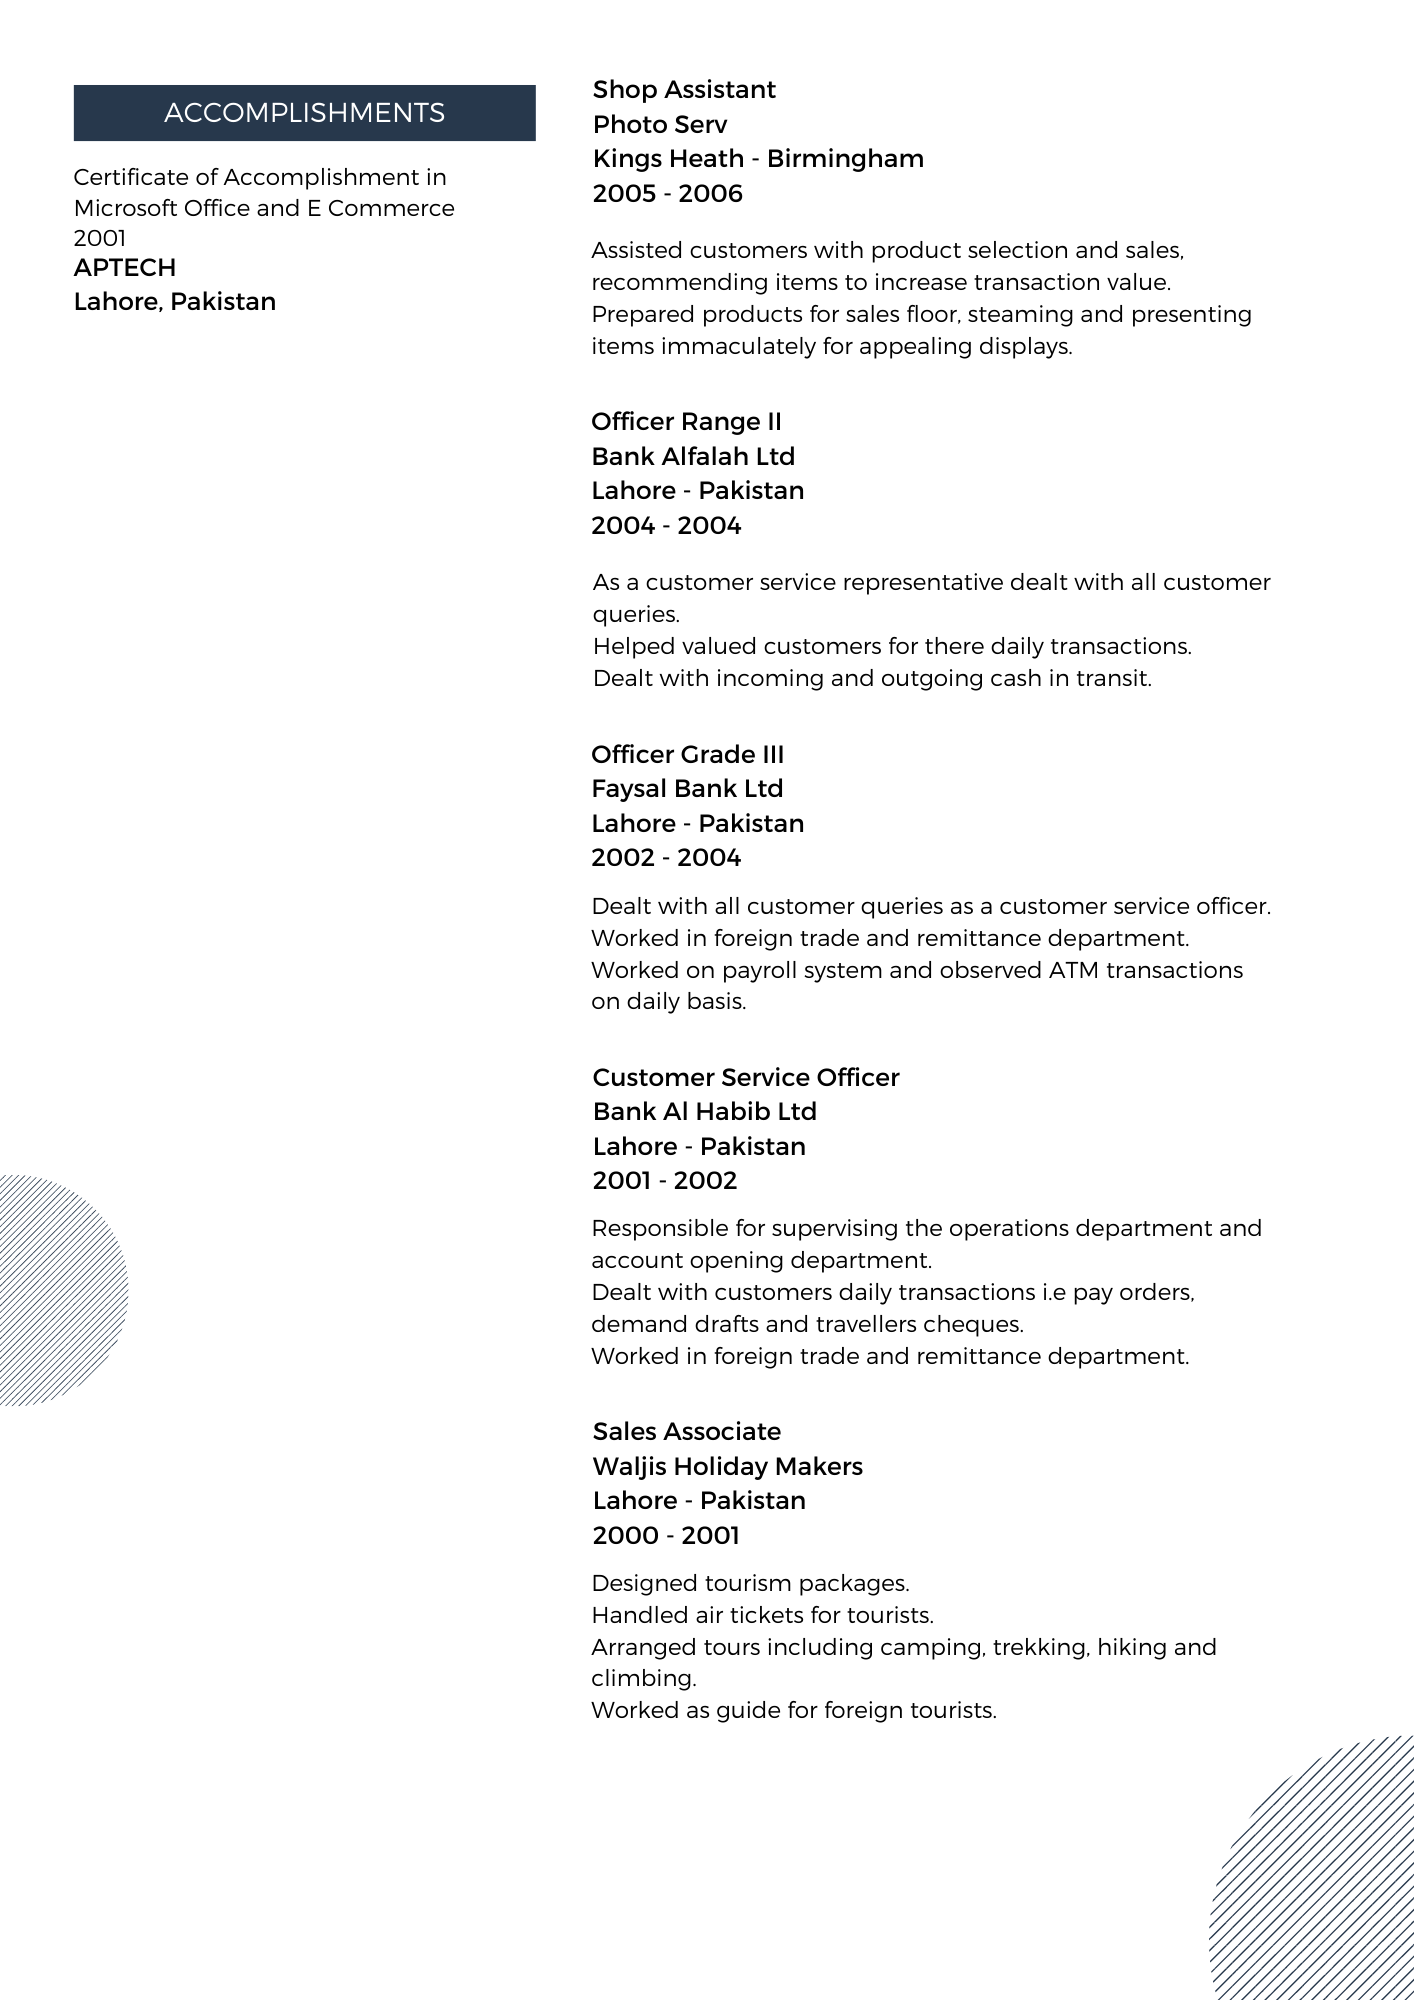 ACCOMPLISHMENTS
Certificate of Accomplishment in
Microsoft Office and E Commerce
2001
APTECH
Lahore, Pakistan
Shop Assistant
Photo Serv
Kings Heath - Birmingham
2005 - 2006
Assisted customers with product selection and sales,
recommending items to increase transaction value.
Prepared products for sales floor, steaming and presenting
items immaculately for appealing displays.
Officer Range II
Bank Alfalah Ltd
Lahore - Pakistan
2004 - 2004
As a customer service representative dealt with all customer
queries.
Helped valued customers for there daily transactions.
Dealt with incoming and outgoing cash in transit.
Officer Grade III
Faysal Bank Ltd
Lahore - Pakistan
2002 - 2004
Dealt with all customer queries as a customer service officer.
Worked in foreign trade and remittance department.
Worked on payroll system and observed ATM transactions
on daily basis.
Customer Service Officer
Bank Al Habib Ltd
Lahore - Pakistan
2001 - 2002
Responsible for supervising the operations department and
account opening department.
Dealt with customers daily transactions i.e pay orders,
demand drafts and travellers cheques.
Worked in foreign trade and remittance department.
Sales Associate
Waljis Holiday Makers
Lahore - Pakistan
2000 - 2001
Designed tourism packages.
Handled air tickets for tourists.
Arranged tours including camping, trekking, hiking and
climbing.
Worked as guide for foreign tourists.